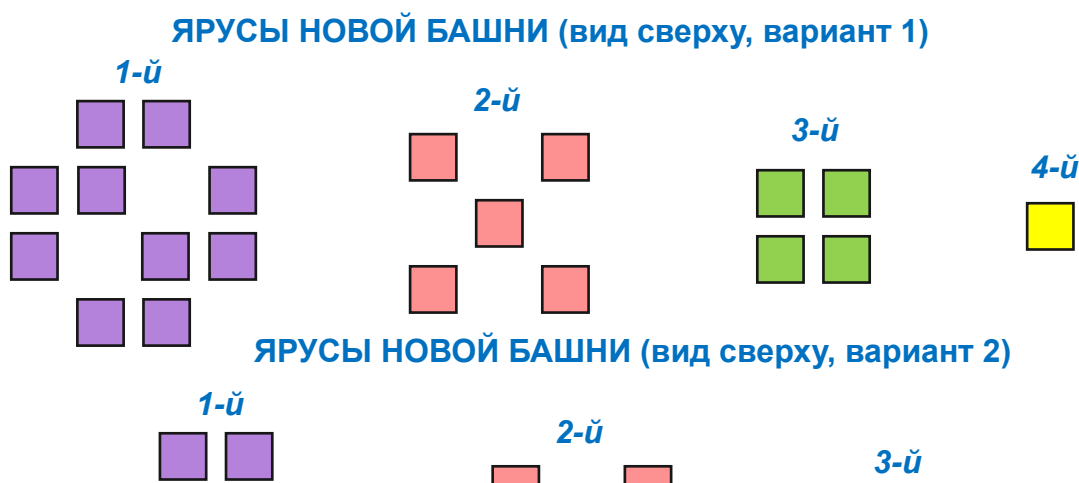 ЯРУСЫ НОВОЙ БАШНИ (вид сверху, вариант 1)
1-й
2-й
3-й
4-й
ЯРУСЫ НОВОЙ БАШНИ (вид сверху, вариант 2)
1-й
2-й
3-й